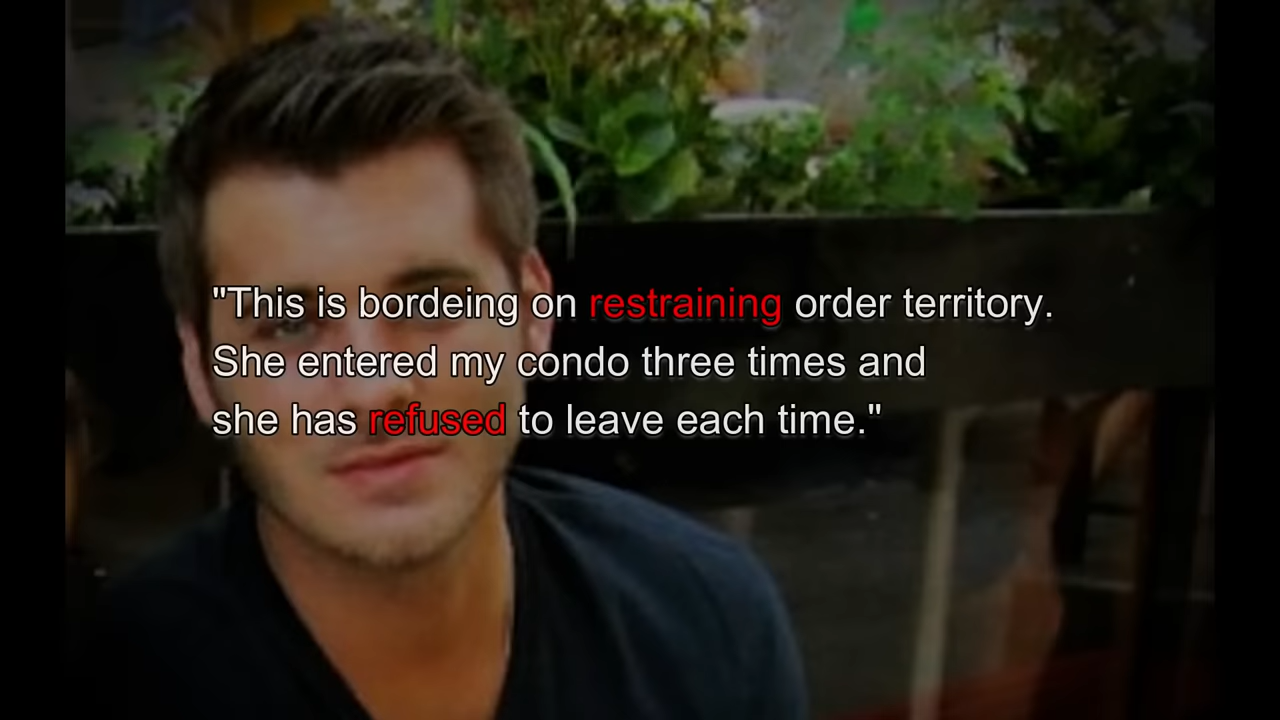 "This is bordeing on restraining order territory.
She entered my condo three times and
she has refused to leave each time."